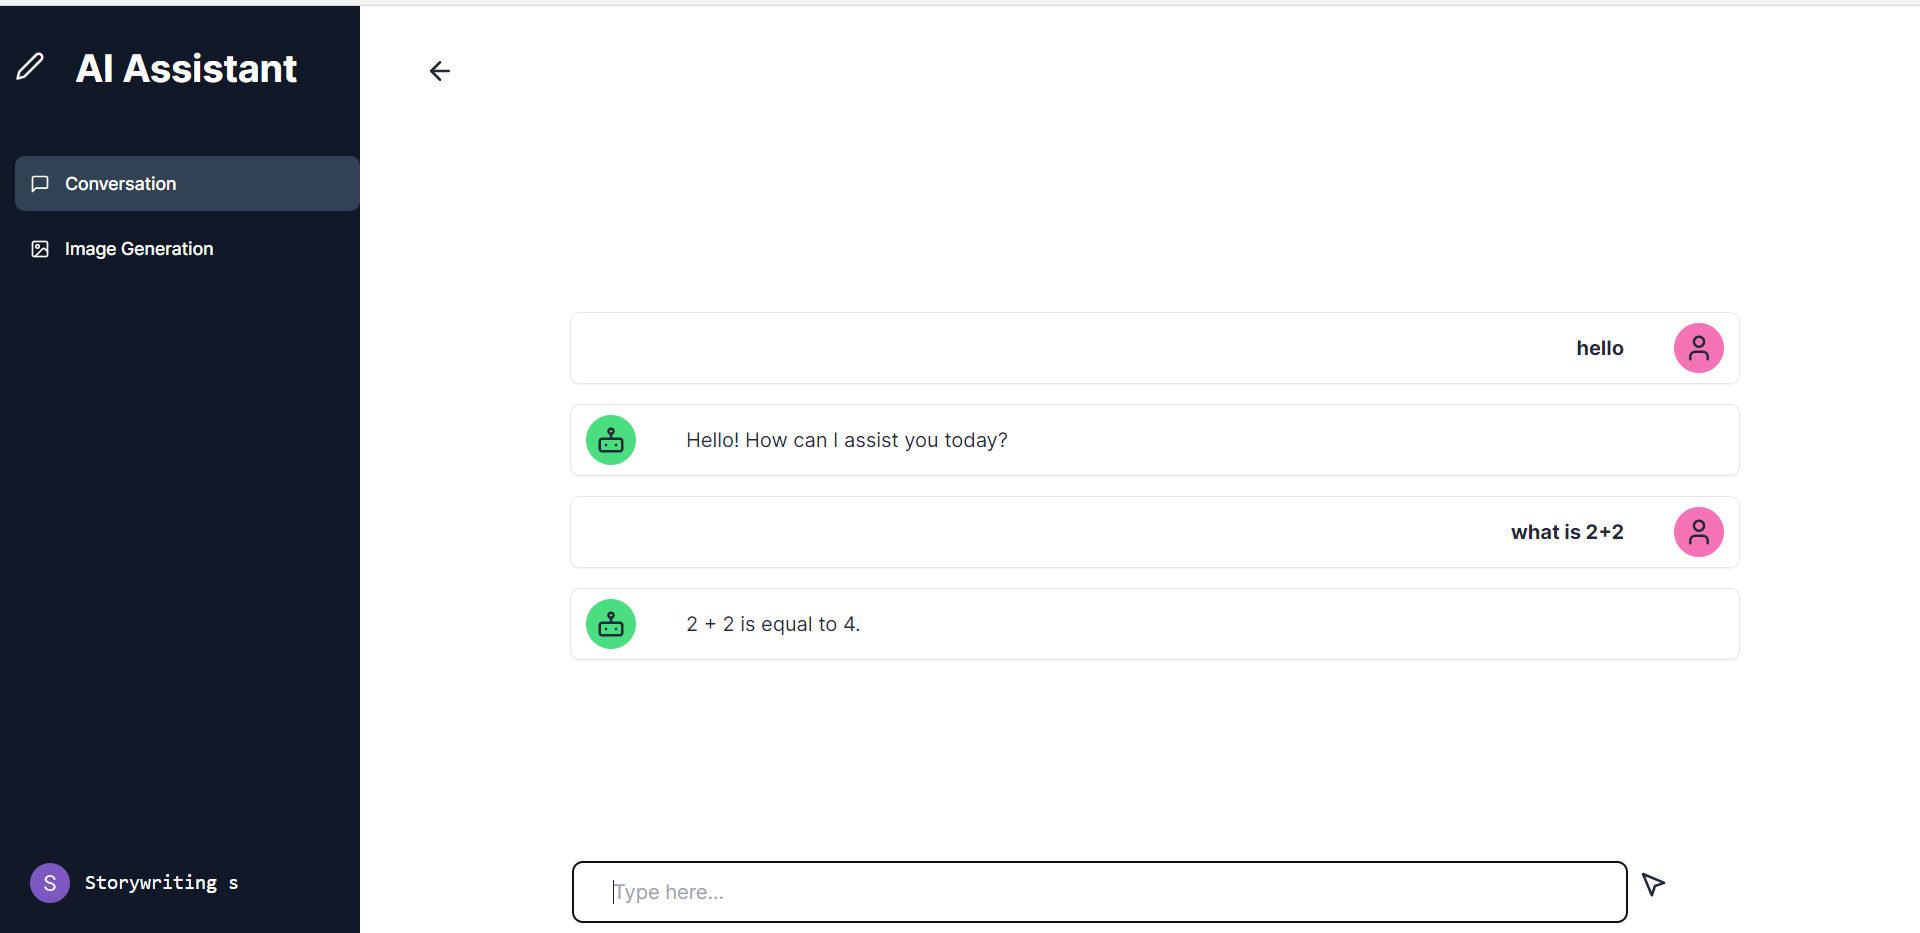 AI Assistant
Conversation
Image Generation
hello
Hello! How can I assist you today?
what is 2+2
2 + 2 is equal to 4.
Type here...
S
Storywriting s